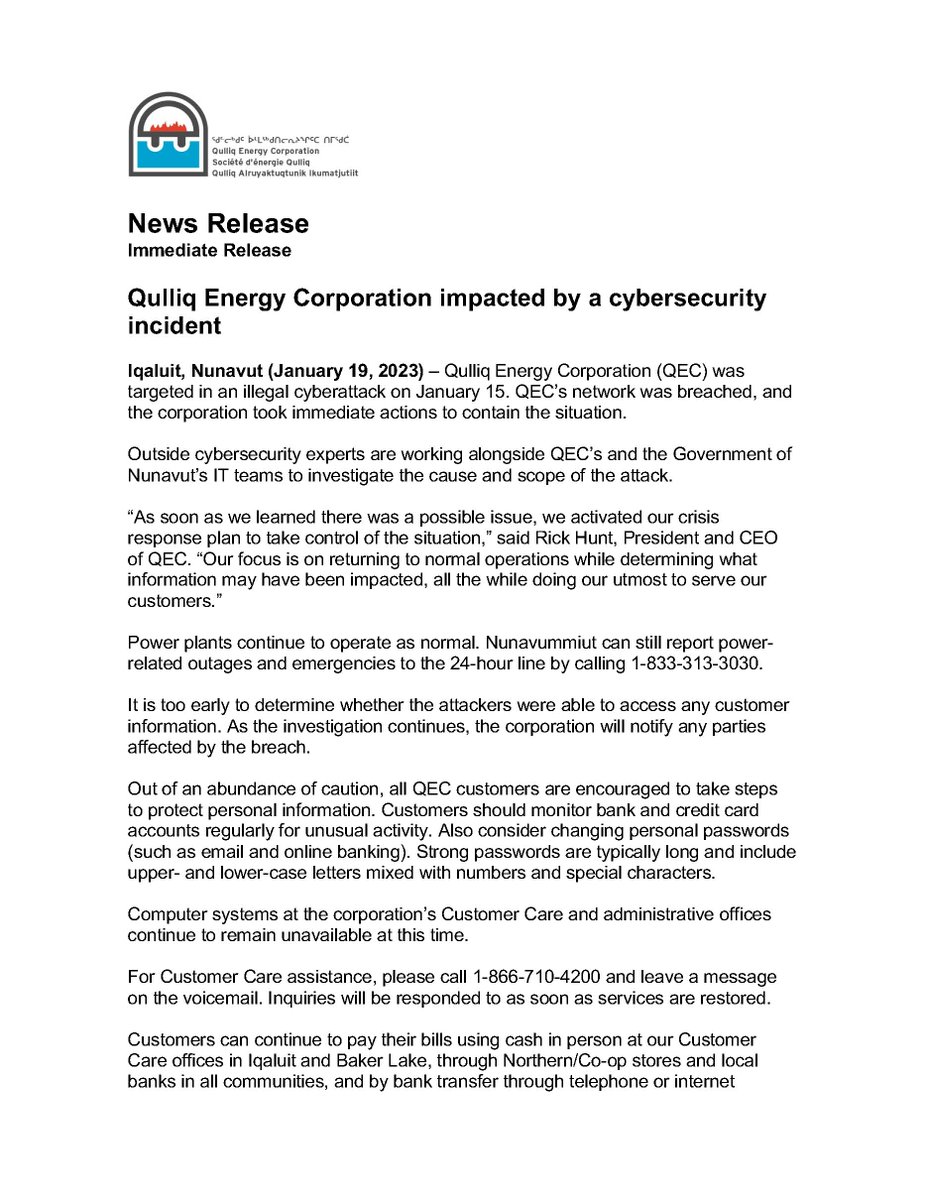 Qulliq Energy Corporation
Société d'énergie Qulliq
Qulliq Alruyaktuqtunik Ikumatjutiit
News Release
Immediate Release
Qulliq Energy Corporation impacted by a cybersecurity
incident
Iqaluit, Nunavut (January 19, 2023) – Qulliq Energy Corporation (QEC) was
targeted in an illegal cyberattack on January 15. QEC’s network was breached, and
the corporation took immediate actions to contain the situation.
Outside cybersecurity experts are working alongside QEC’s and the Government of
Nunavut’s IT teams to investigate the cause and scope of the attack.
“As soon as we learned there was a possible issue, we activated our crisis
response plan to take control of the situation,” said Rick Hunt, President and CEO
of QEC. “Our focus is on returning to normal operations while determining what
information may have been impacted, all the while doing our utmost to serve our
customers.”
Power plants continue to operate as normal. Nunavummiut can still report power-
related outages and emergencies to the 24-hour line by calling 1-833-313-3030.
It is too early to determine whether the attackers were able to access any customer
information. As the investigation continues, the corporation will notify any parties
affected by the breach.
Out of an abundance of caution, all QEC customers are encouraged to take steps
to protect personal information. Customers should monitor bank and credit card
accounts regularly for unusual activity. Also consider changing personal passwords
(such as email and online banking). Strong passwords are typically long and include
upper- and lower-case letters mixed with numbers and special characters.
Computer systems at the corporation’s Customer Care and administrative offices
continue to remain unavailable at this time.
For Customer Care assistance, please call 1-866-710-4200 and leave a message
on the voicemail. Inquiries will be responded to as soon as services are restored.
Customers can continue to pay their bills using cash in person at our Customer
Care offices in Iqaluit and Baker Lake, through Northern/Co-op stores and local
banks in all communities, and by bank transfer through telephone or internet